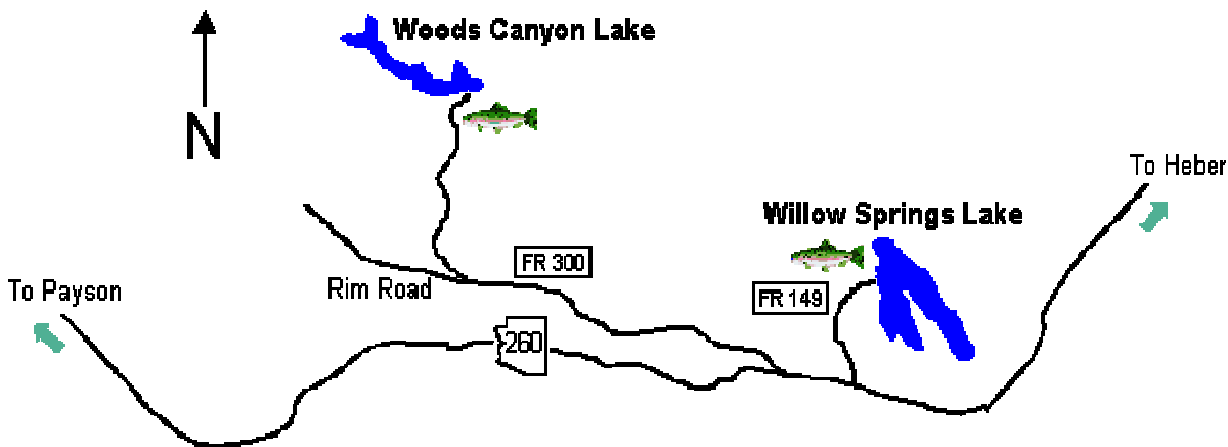 Woods Canyon Lake
N
To Heber
Willow Springs Lake
FR 300
To Payson
Rim Road
FR 149
260